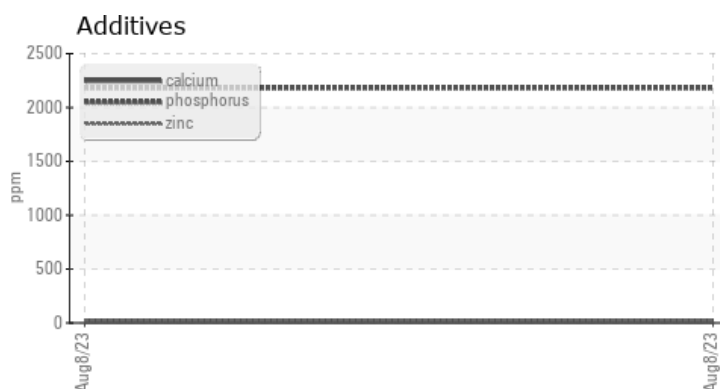 Additives
2500
2000
1500
1000
500
0
ppm
calcium
phosphorus
zinc
Aug8/23
Aug8/23